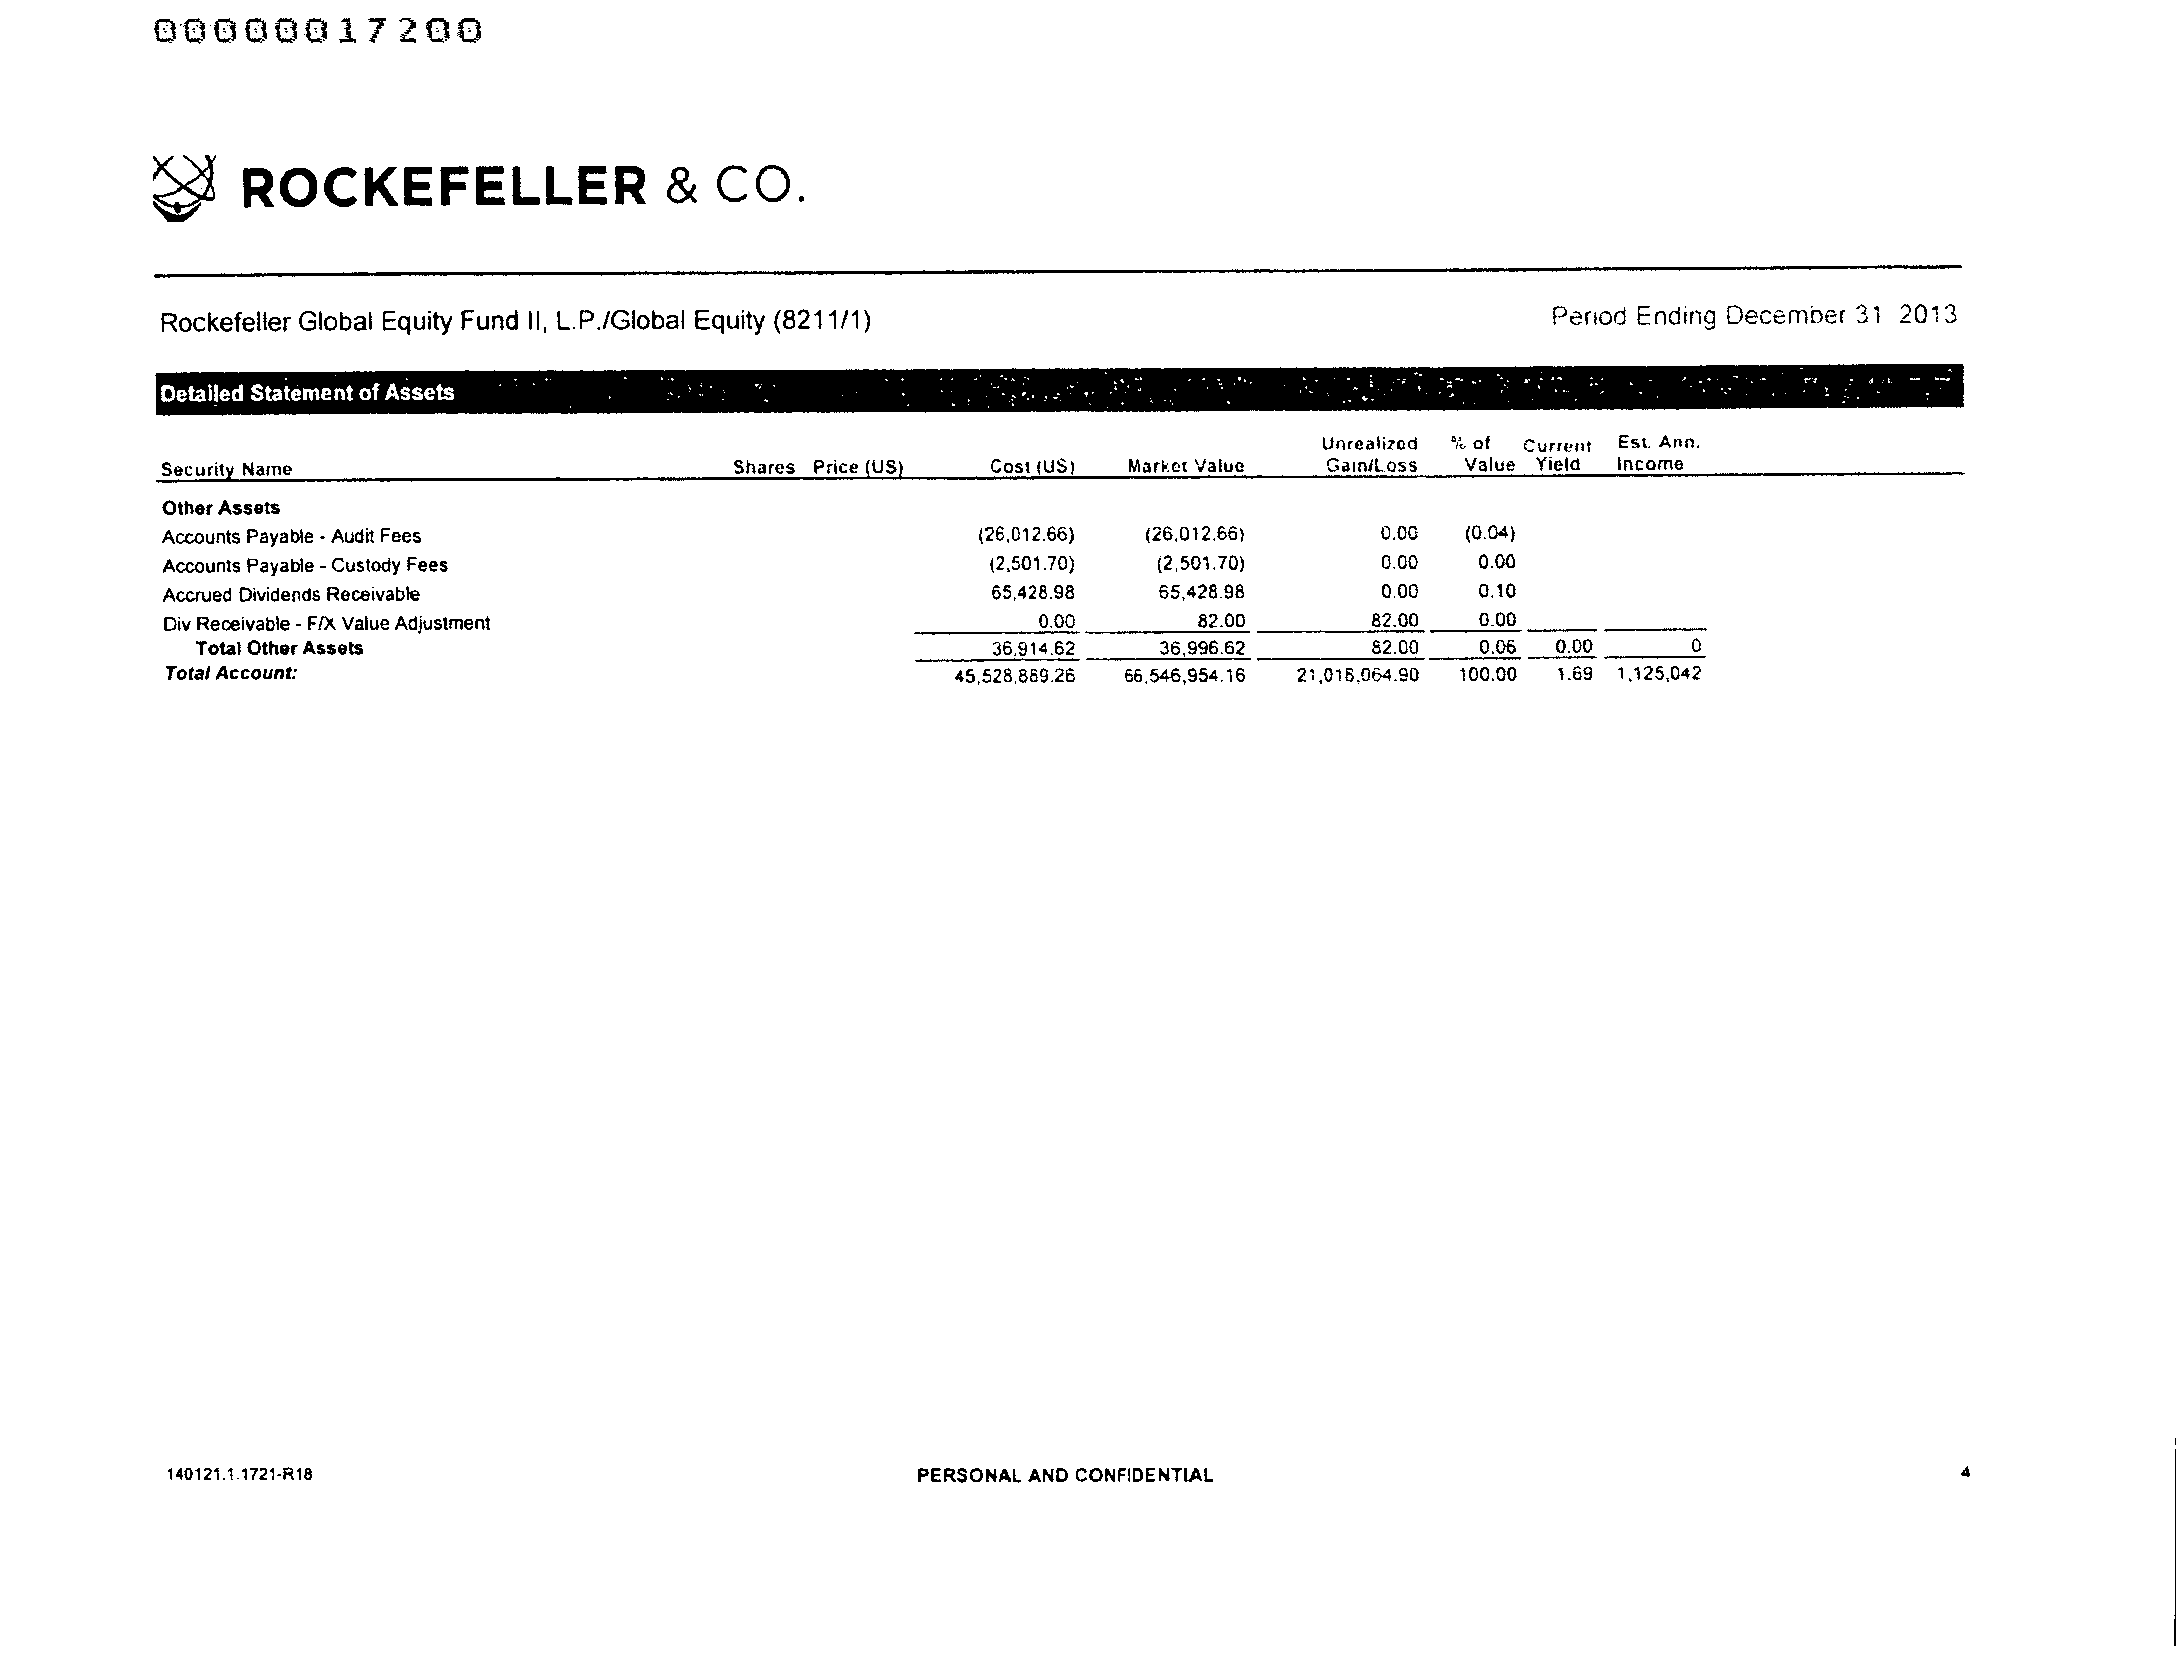 00000017200
ROCKEFELLER & CO.
Rockefeller Global Equity Fund II, L.P./Global Equity (8211/1) Period Ending December 31 2013
Detailed Statement of Assets
Unrealized % of Current Est. Ann.
Security Name Shares Price (US) Cost (US) Market Value Gain/Loss Value Yield Income
Other Assets
Accounts Payable - Audit Fees (26,012.66) (26,012.66) 0.00 (0.04)
Accounts Payable - Custody Fees (2,501.70) (2,501.70) 0.00 0.00
Accrued Dividends Receivable 65,428.98 65,428.98 0.00 0.10
Div Receivable - F/X Value Adjustment 0.00 82.00 82.00 0.00
Total Other Assets 36,914.62 36,996.62 82.00 0.06 0.00 0
Total Account: 45,528,889.26 66,546,954.16 21,018,064.90 100.00 1.69 1,125,042
140121.1.1721-R18 PERSONAL AND CONFIDENTIAL 4